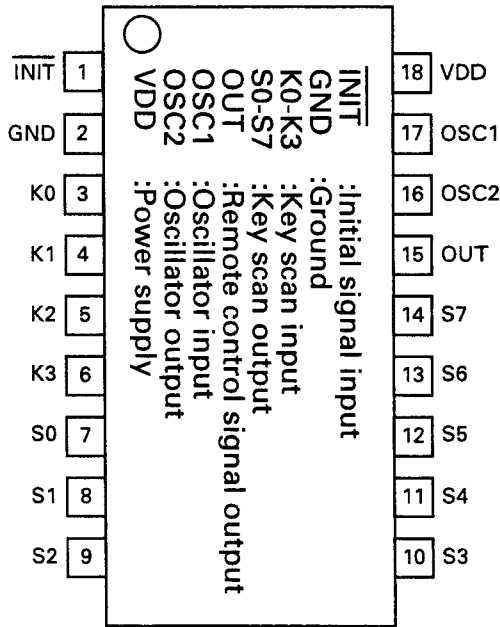 INIT 1
GND 2
K0 3
K1 4
K2 5
K3 6
S0 7
S1 8
S2 9
INIT :Initial signal input
GND :Ground
K0-K3 :Key scan input
S0-S7 :Key scan output
OUT :Remote control signal output
OSC1 :Oscillator input
OSC2 :Oscillator output
VDD :Power supply
18 VDD
17 OSC1
16 OSC2
15 OUT
14 S7
13 S6
12 S5
11 S4
10 S3